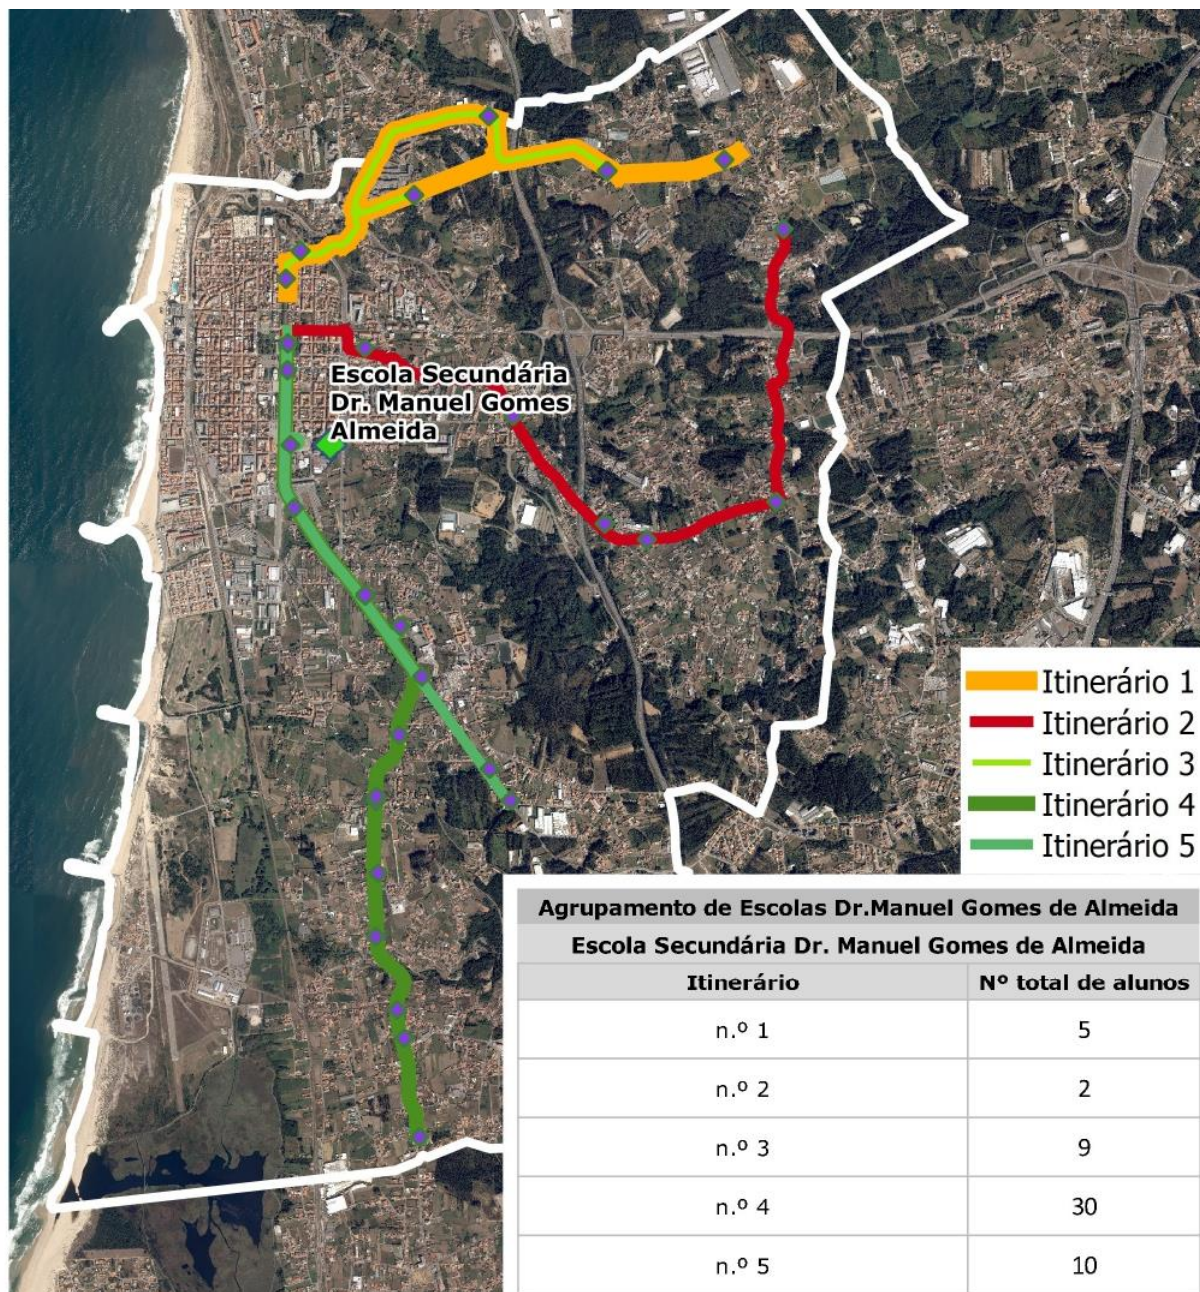 Escola Secundária
Dr. Manuel Gomes
Almeida
Itinerário 1
Itinerário 2
Itinerário 3
Itinerário 4
Itinerário 5
Agrupamento de Escolas Dr.Manuel Gomes de Almeida
Escola Secundária Dr. Manuel Gomes de Almeida
Itinerário Nº total de alunos
n.º 1 5
n.º 2 2
n.º 3 9
n.º 4 30
n.º 5 10